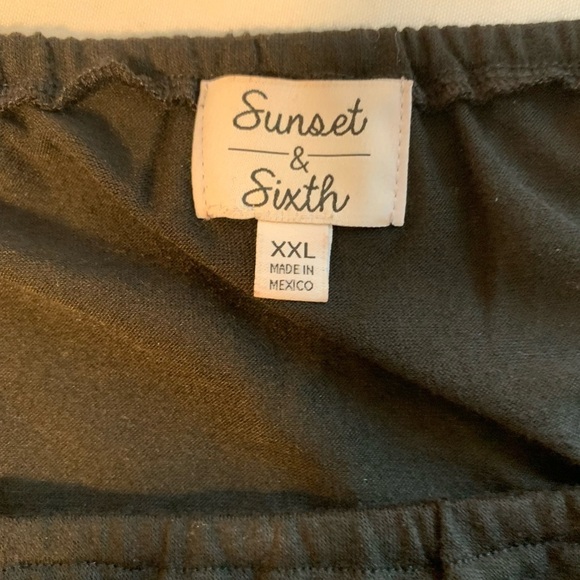 Sunset
&
Sixth
XXL
MADE IN
MEXICO